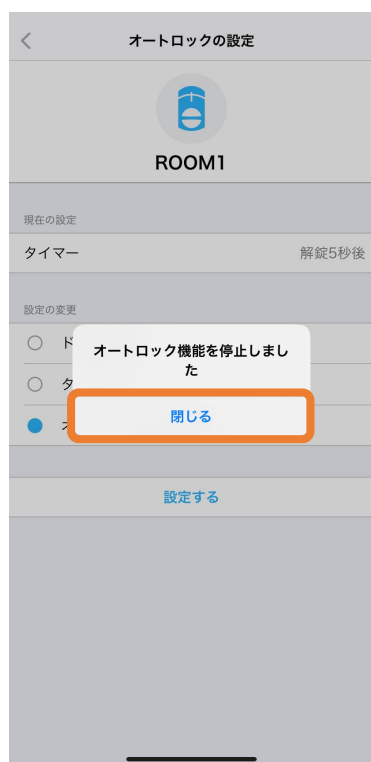 オートロックの設定
ROOM1
現在の設定
タイマー 解錠5秒後
設定の変更
ド
オートロック機能を停止しまし
た
タ
閉じる
設定する